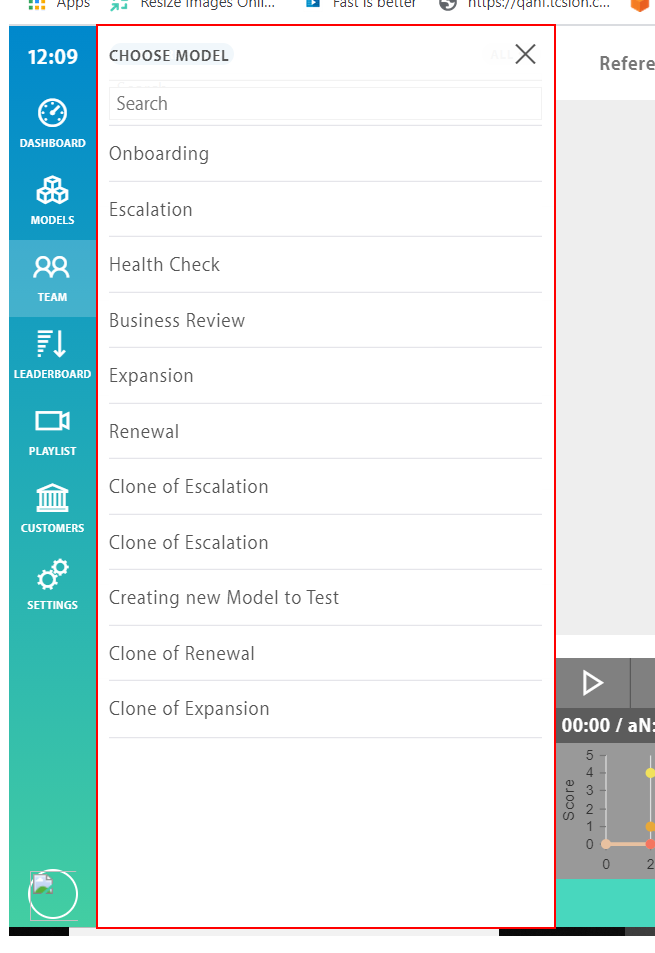 Apps
Resize Images Onli...
Fast is better
https://qanf.tcsion.c...
12:09
DASHBOARD
MODELS
TEAM
LEADERBOARD
PLAYLIST
CUSTOMERS
SETTINGS
CHOOSE MODEL
ALL
Search
Onboarding
Escalation
Health Check
Business Review
Expansion
Renewal
Clone of Escalation
Clone of Escalation
Creating new Model to Test
Clone of Renewal
Clone of Expansion
Refere
00:00 / aN:
Score
5
4
3
2
1
0
0 2